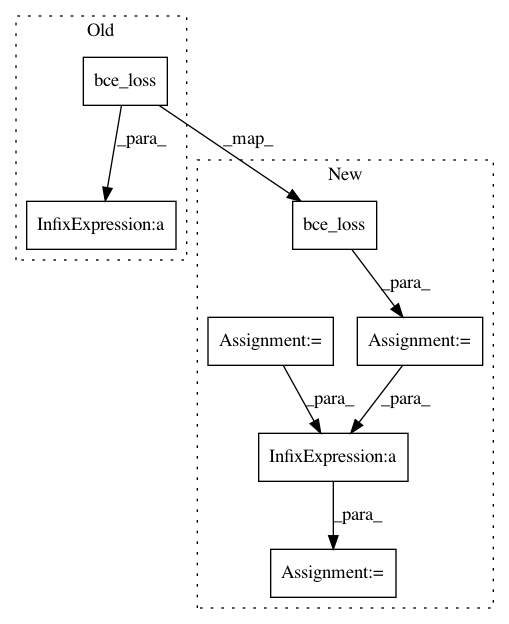 Old
bce_loss
_para_
_map_
New
InfixExpression:a
bce_loss
_para_
Assignment:=
Assignment:=
_para_
_para_
InfixExpression:a
_para_
Assignment:=